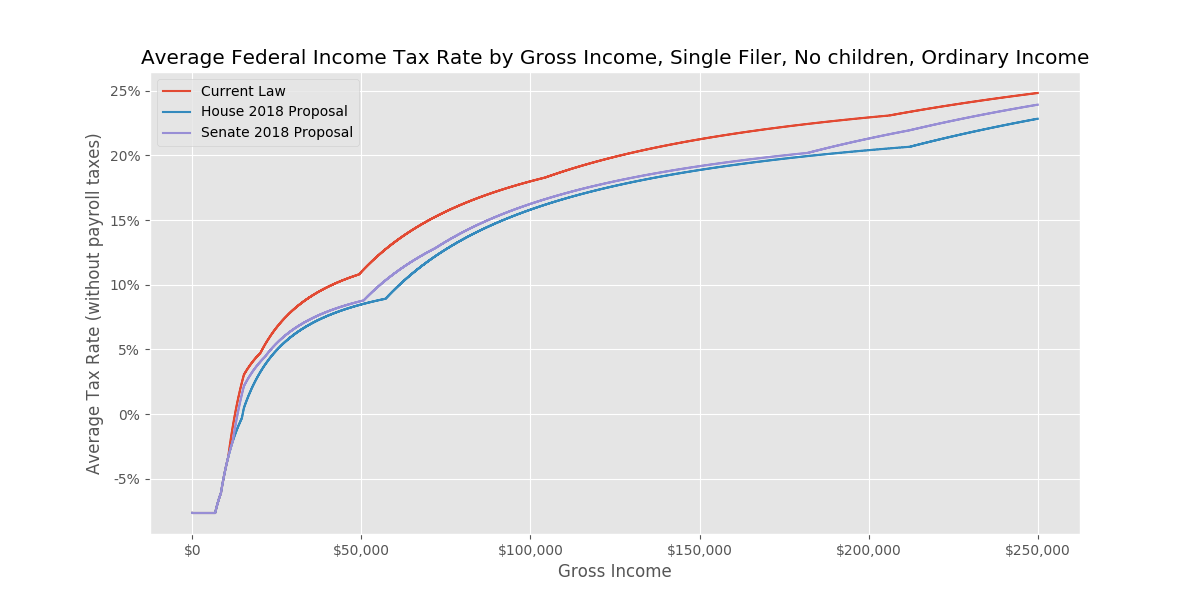 Average Federal Income Tax Rate by Gross Income, Single Filer, No children, Ordinary Income
Current Law
House 2018 Proposal
Senate 2018 Proposal
Average Tax Rate (without payroll taxes)
25%
20%
15%
10%
5%
0%
-5%
$0
$50,000
$100,000
$150,000
$200,000
$250,000
Gross Income